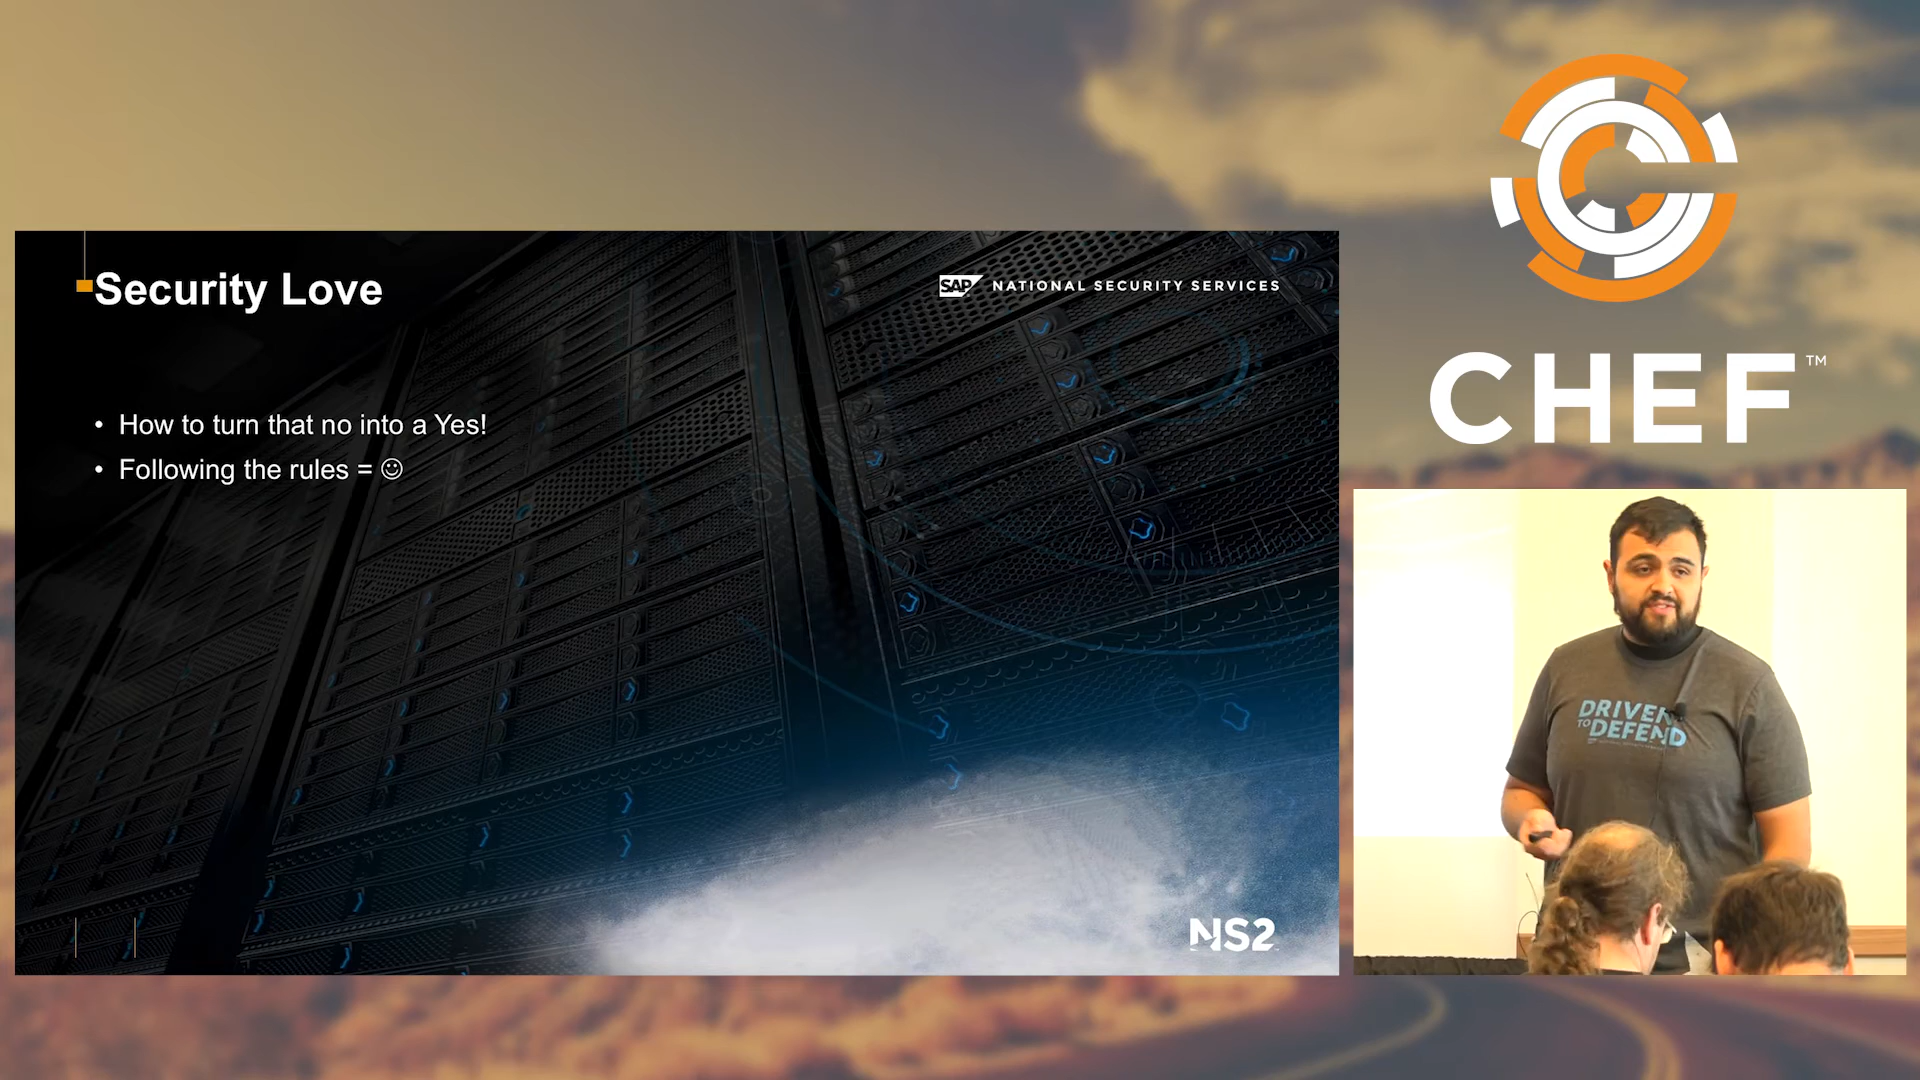 Security Love
SAP NATIONAL SECURITY SERVICES
• How to turn that no into a Yes!
• Following the rules = ☺
NS2
CHEF™
DRIVEN
TO DEFEND